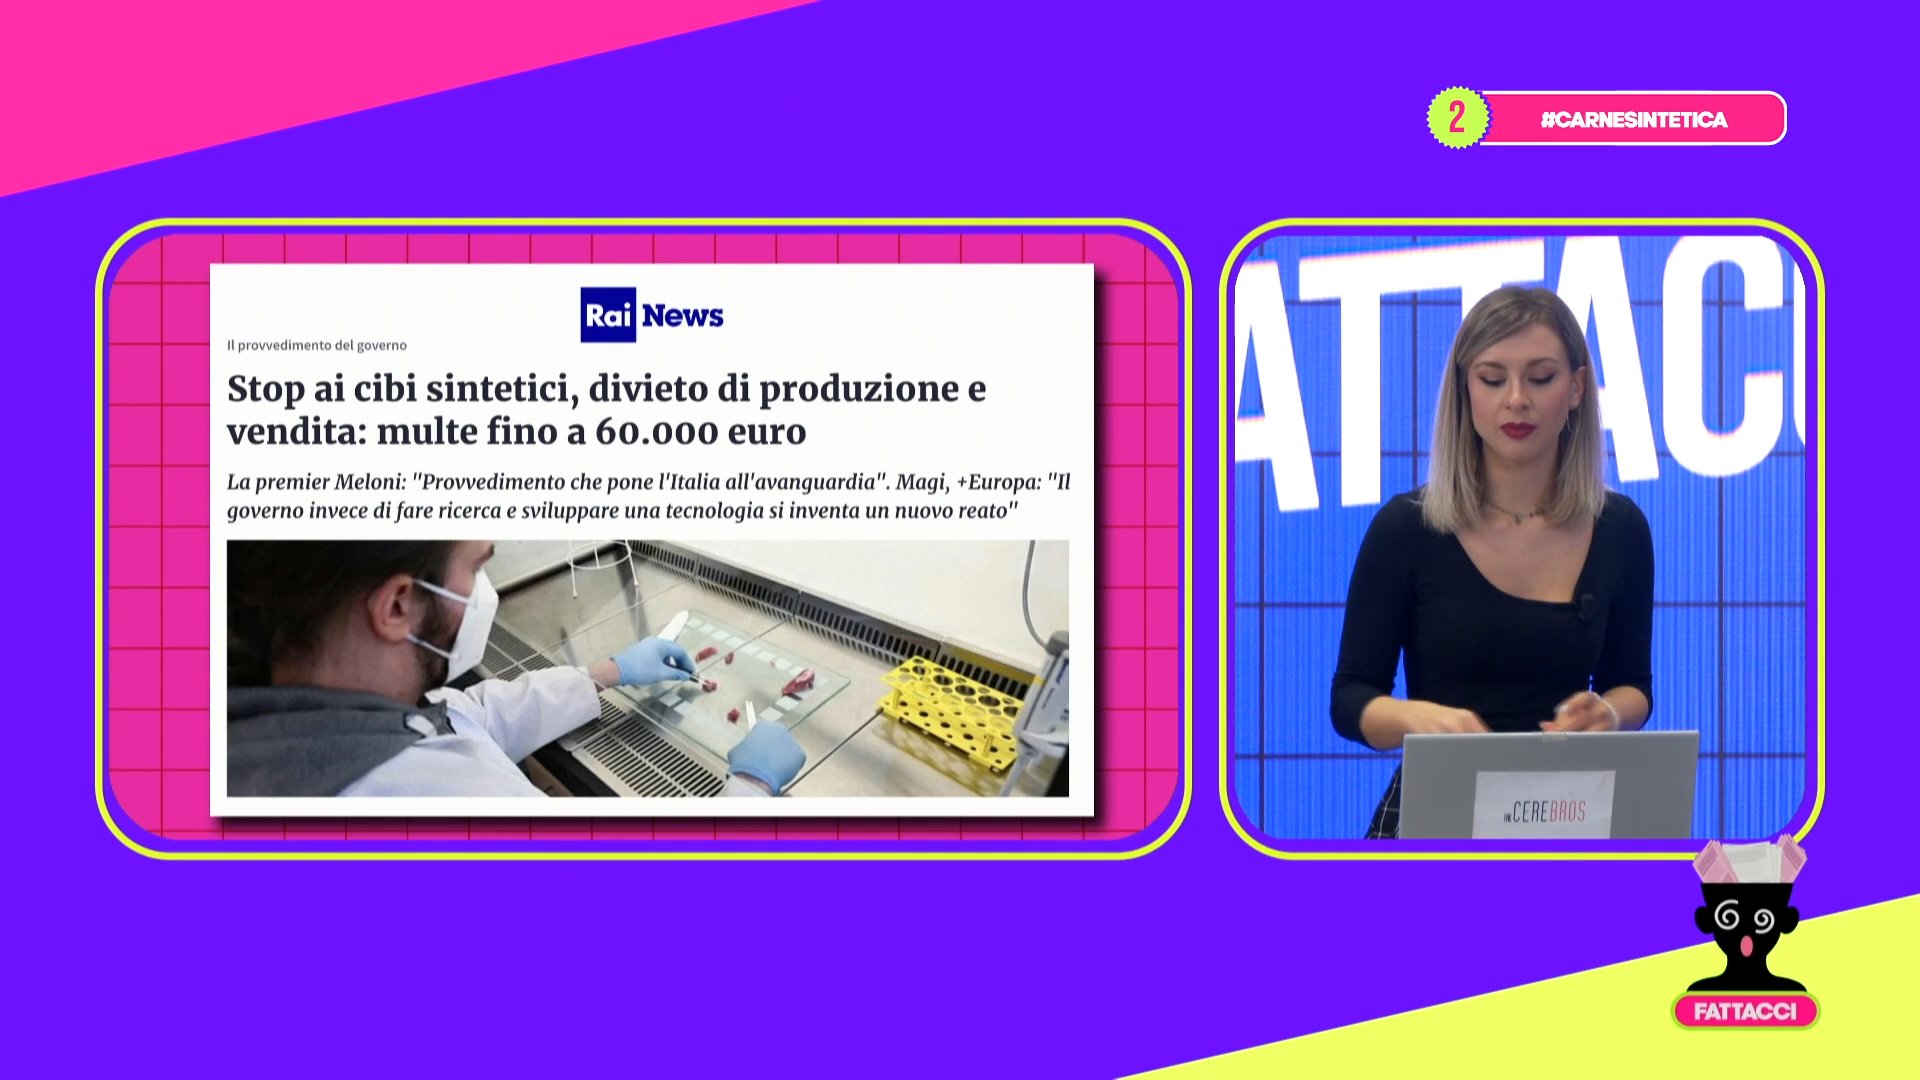 2
#CARNESINTETICA
Rai News
Il provvedimento del governo
Stop ai cibi sintetici, divieto di produzione e
vendita: multe fino a 60.000 euro
La premier Meloni: "Provvedimento che pone l'Italia all'avanguardia". Magi, +Europa: "Il
governo invece di fare ricerca e sviluppare una tecnologia si inventa un nuovo reato"
ATTACC
THE CEREBROS
FATTACCI